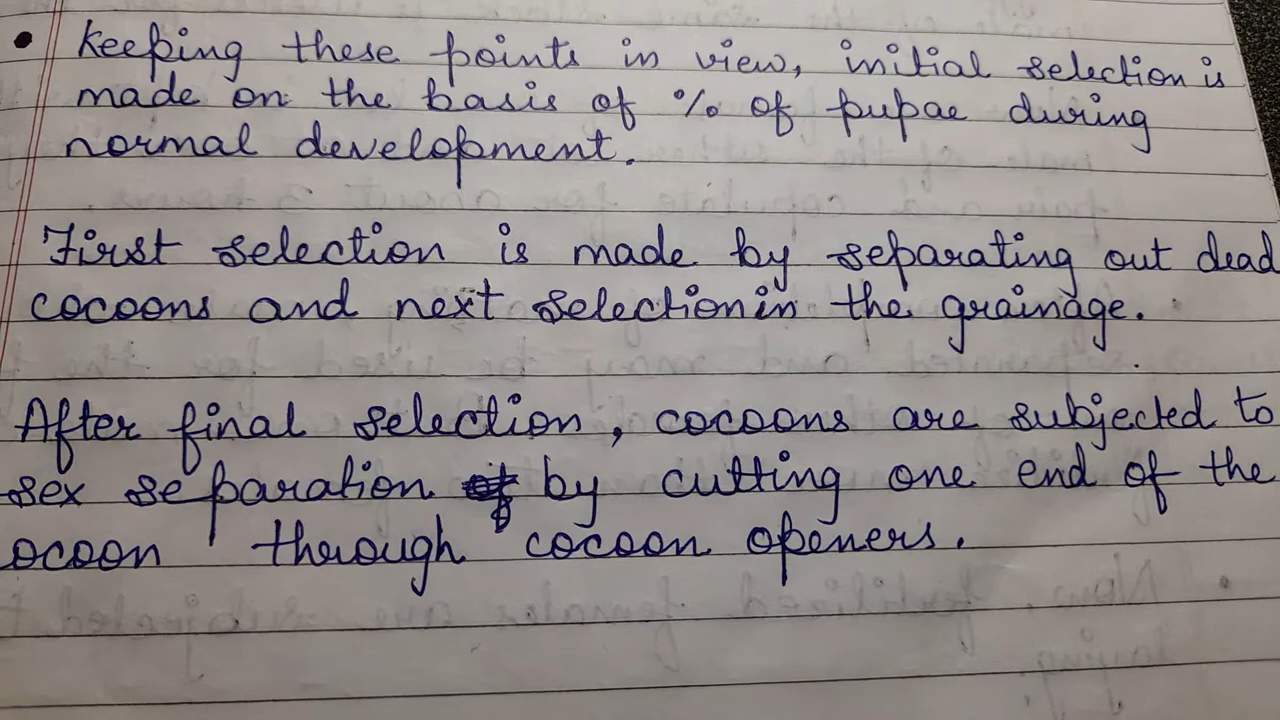 • Keeping these points in view, initial selection is
made on the basis of % of pupae during
normal development.
First selection is made by separating out dead
cocoons and next selection in the grainage.
After final selection, cocoons are subjected to
sex separation by cutting one end of the
ocoon through cocoon openers.